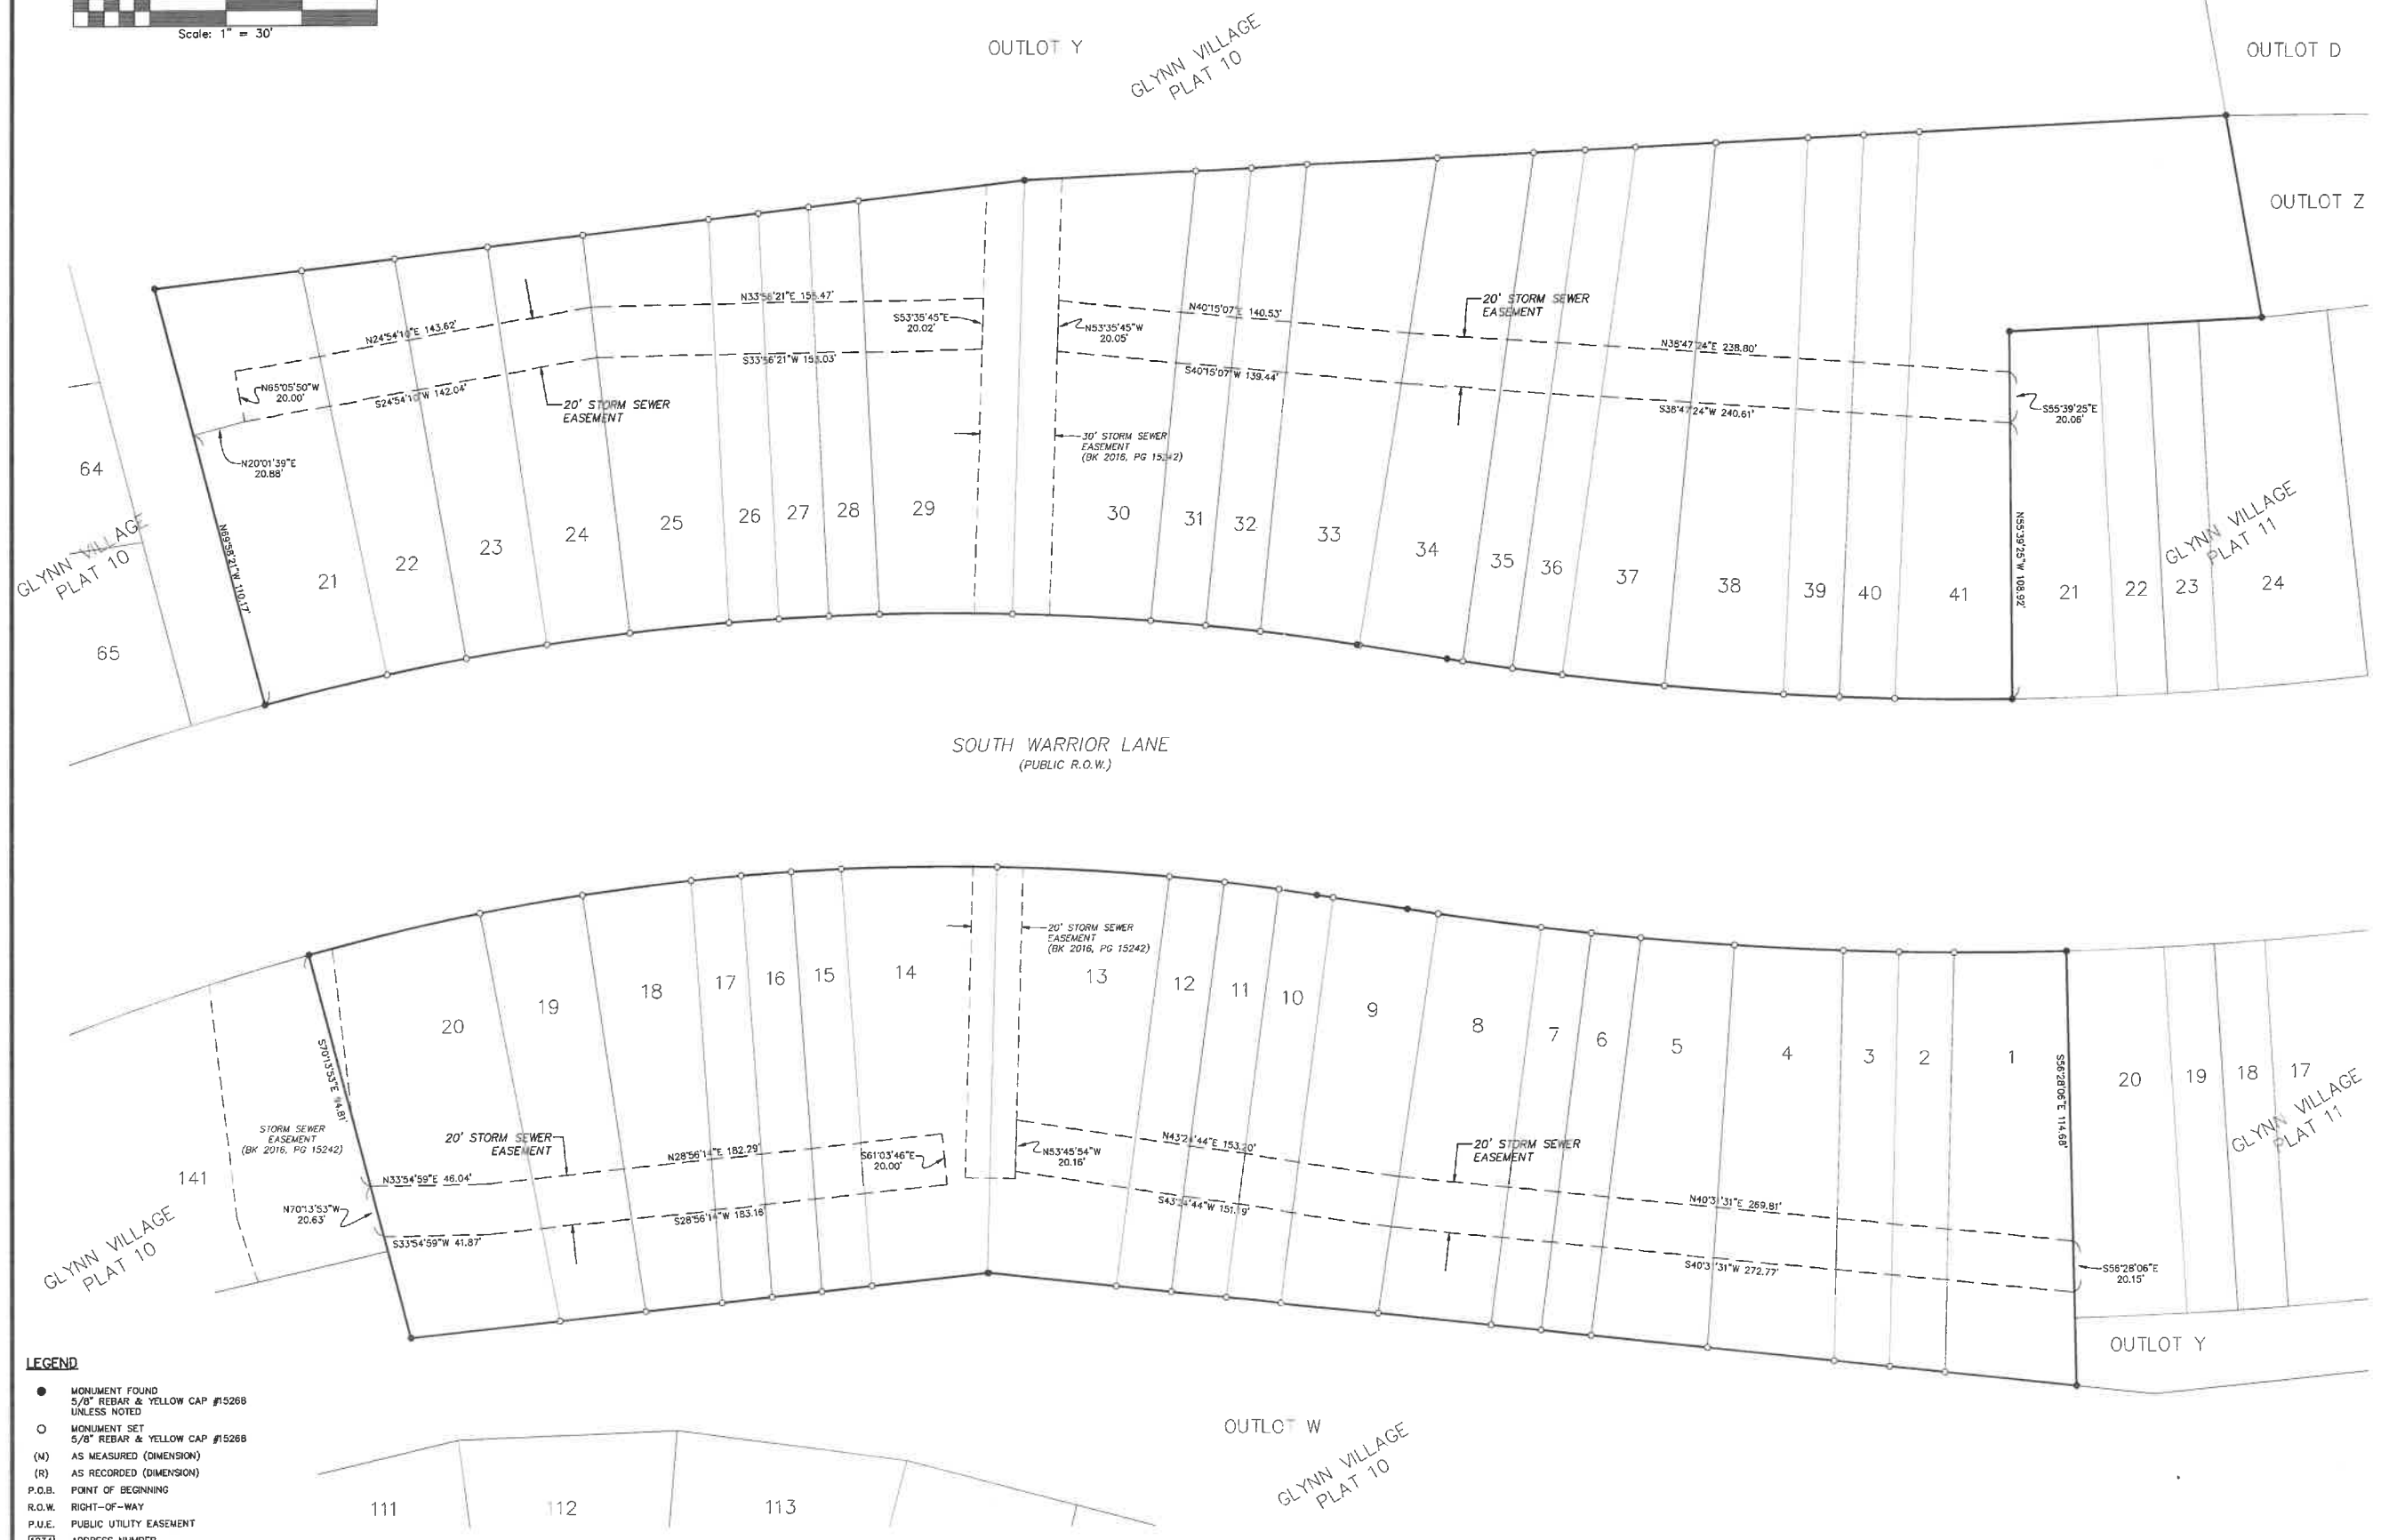 Scale: 1" = 30'
OUTLOT Y
GLYNN VILLAGE
PLAT 10
OUTLOT D
OUTLOT Z
N24°54'10"E 143.62'
N33°56'21"E 155.47'
S53°35'45"E
20.02'
N53°35'45"W
20.05'
N40°15'07"E 140.53'
20' STORM SEWER
EASEMENT
N38°47'24"E 238.80'
N65°05'50"W
20.00'
S24°54'10"W 142.04'
20' STORM SEWER
EASEMENT
S33°56'21"W 153.03'
S40°15'07"W 139.44'
S38°47'24"W 240.61'
S55°39'25"E
20.06'
N20°01'39"E
20.88'
30' STORM SEWER
EASEMENT
(BK 2016, PG 15242)
64
GLYNN VILLAGE
PLAT 10
65
N69°58'21"W 110.17'
21
22
23
24
25
26
27
28
29
30
31
32
33
34
35
36
37
38
39
40
41
N55°39'25"W 108.92'
21
22
23
24
GLYNN VILLAGE
PLAT 11
SOUTH WARRIOR LANE
(PUBLIC R.O.W.)
20
19
18
17
16
15
14
20' STORM SEWER
EASEMENT
(BK 2016, PG 15242)
13
12
11
10
9
8
7
6
5
4
3
2
1
S56°28'06"E 114.68'
20
19
18
17
GLYNN VILLAGE
PLAT 11
S70°13'53"E
STORM SEWER
EASEMENT
(BK 2016, PG 15242)
141
GLYNN VILLAGE
PLAT 10
20' STORM SEWER
EASEMENT
N33°54'59"E 46.04'
N28°56'14"E 182.29'
S61°03'46"E
20.00'
N53°45'54"W
20.16'
N43°24'44"E 153.20'
20' STORM SEWER
EASEMENT
N70°13'53"W
20.63'
S33°54'59"W 41.87'
S28°56'14"W 183.16'
S43°24'44"W 151.19'
N40°31'31"E 269.81'
S40°31'31"W 272.77'
S56°28'06"E
20.15'
OUTLOT Y
OUTLOT W
GLYNN VILLAGE
PLAT 10
111
112
113
LEGEND
MONUMENT FOUND
5/8" REBAR & YELLOW CAP #15268
UNLESS NOTED
MONUMENT SET
5/8" REBAR & YELLOW CAP #15268
(M) AS MEASURED (DIMENSION)
(R) AS RECORDED (DIMENSION)
P.O.B. POINT OF BEGINNING
R.O.W. RIGHT-OF-WAY
P.U.E. PUBLIC UTILITY EASEMENT
ADDRESS NUMBER